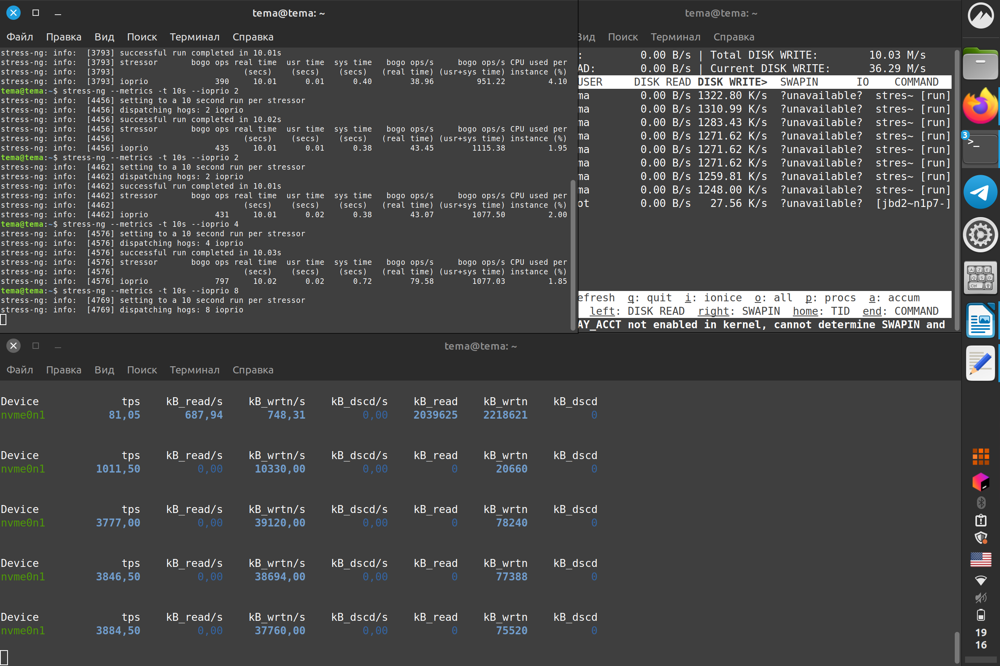 tema@tema: ~
Файл Правка Вид Поиск Терминал Справка
stress-ng: info:  [3793] successful run completed in 10.01s
stress-ng: info:  [3793] stressor       bogo ops real time  usr time  sys time   bogo ops/s     bogo ops/s CPU used per
stress-ng: info:  [3793]                           (secs)    (secs)    (secs)   (real time) (usr+sys time) instance (%)
stress-ng: info:  [3793] ioprio              390     10.01      0.01      0.40        38.96         951.22         4.10
tema@tema:~$ stress-ng --metrics -t 10s --ioprio 2
stress-ng: info:  [4456] setting to a 10 second run per stressor
stress-ng: info:  [4456] dispatching hogs: 2 ioprio
stress-ng: info:  [4456] successful run completed in 10.02s
stress-ng: info:  [4456] stressor       bogo ops real time  usr time  sys time   bogo ops/s     bogo ops/s CPU used per
stress-ng: info:  [4456]                           (secs)    (secs)    (secs)   (real time) (usr+sys time) instance (%)
stress-ng: info:  [4456] ioprio              435     10.01      0.01      0.38        43.45        1115.38         1.95
tema@tema:~$ stress-ng --metrics -t 10s --ioprio 2
stress-ng: info:  [4462] setting to a 10 second run per stressor
stress-ng: info:  [4462] dispatching hogs: 2 ioprio
stress-ng: info:  [4462] successful run completed in 10.01s
stress-ng: info:  [4462] stressor       bogo ops real time  usr time  sys time   bogo ops/s     bogo ops/s CPU used per
stress-ng: info:  [4462]                           (secs)    (secs)    (secs)   (real time) (usr+sys time) instance (%)
stress-ng: info:  [4462] ioprio              431     10.01      0.02      0.38        43.07        1077.50         2.00
tema@tema:~$ stress-ng --metrics -t 10s --ioprio 4
stress-ng: info:  [4576] setting to a 10 second run per stressor
stress-ng: info:  [4576] dispatching hogs: 4 ioprio
stress-ng: info:  [4576] successful run completed in 10.03s
stress-ng: info:  [4576] stressor       bogo ops real time  usr time  sys time   bogo ops/s     bogo ops/s CPU used per
stress-ng: info:  [4576]                           (secs)    (secs)    (secs)   (real time) (usr+sys time) instance (%)
stress-ng: info:  [4576] ioprio              797     10.02      0.02      0.72        79.58        1077.03         1.85
tema@tema:~$ stress-ng --metrics -t 10s --ioprio 8
stress-ng: info:  [4769] setting to a 10 second run per stressor
stress-ng: info:  [4769] dispatching hogs: 8 ioprio
tema@tema: ~
Вид Поиск Терминал Справка
:         0.00 B/s | Total DISK WRITE:        10.03 M/s
AD:       0.00 B/s | Current DISK WRITE:      36.29 M/s
USER     DISK READ DISK WRITE>  SWAPIN      IO    COMMAND
ma        0.00 B/s 1322.80 K/s  ?unavailable?  stres~ [run]
ma        0.00 B/s 1310.99 K/s  ?unavailable?  stres~ [run]
ma        0.00 B/s 1283.43 K/s  ?unavailable?  stres~ [run]
ma        0.00 B/s 1271.62 K/s  ?unavailable?  stres~ [run]
ma        0.00 B/s 1271.62 K/s  ?unavailable?  stres~ [run]
ma        0.00 B/s 1271.62 K/s  ?unavailable?  stres~ [run]
ma        0.00 B/s 1259.81 K/s  ?unavailable?  stres~ [run]
ma        0.00 B/s 1248.00 K/s  ?unavailable?  stres~ [run]
ot        0.00 B/s   27.56 K/s  ?unavailable?  [jbd2~n1p7-]
efresh  q: quit  i: ionice  o: all  p: procs  a: accum
left: DISK READ  right: SWAPIN  home: TID  end: COMMAND
AY_ACCT not enabled in kernel, cannot determine SWAPIN and
tema@tema: ~
Файл Правка Вид Поиск Терминал Справка
Device             tps    kB_read/s    kB_wrtn/s    kB_dscd/s    kB_read    kB_wrtn    kB_dscd
nvme0n1          81,05       687,94       748,31         0,00    2039625    2218621          0
Device             tps    kB_read/s    kB_wrtn/s    kB_dscd/s    kB_read    kB_wrtn    kB_dscd
nvme0n1        1011,50         0,00     10330,00         0,00          0      20660          0
Device             tps    kB_read/s    kB_wrtn/s    kB_dscd/s    kB_read    kB_wrtn    kB_dscd
nvme0n1        3777,00         0,00     39120,00         0,00          0      78240          0
Device             tps    kB_read/s    kB_wrtn/s    kB_dscd/s    kB_read    kB_wrtn    kB_dscd
nvme0n1        3846,50         0,00     38694,00         0,00          0      77388          0
Device             tps    kB_read/s    kB_wrtn/s    kB_dscd/s    kB_read    kB_wrtn    kB_dscd
nvme0n1        3884,50         0,00     37760,00         0,00          0      75520          0
3
>_
A Z E
Q S D
Ctrl
19
16